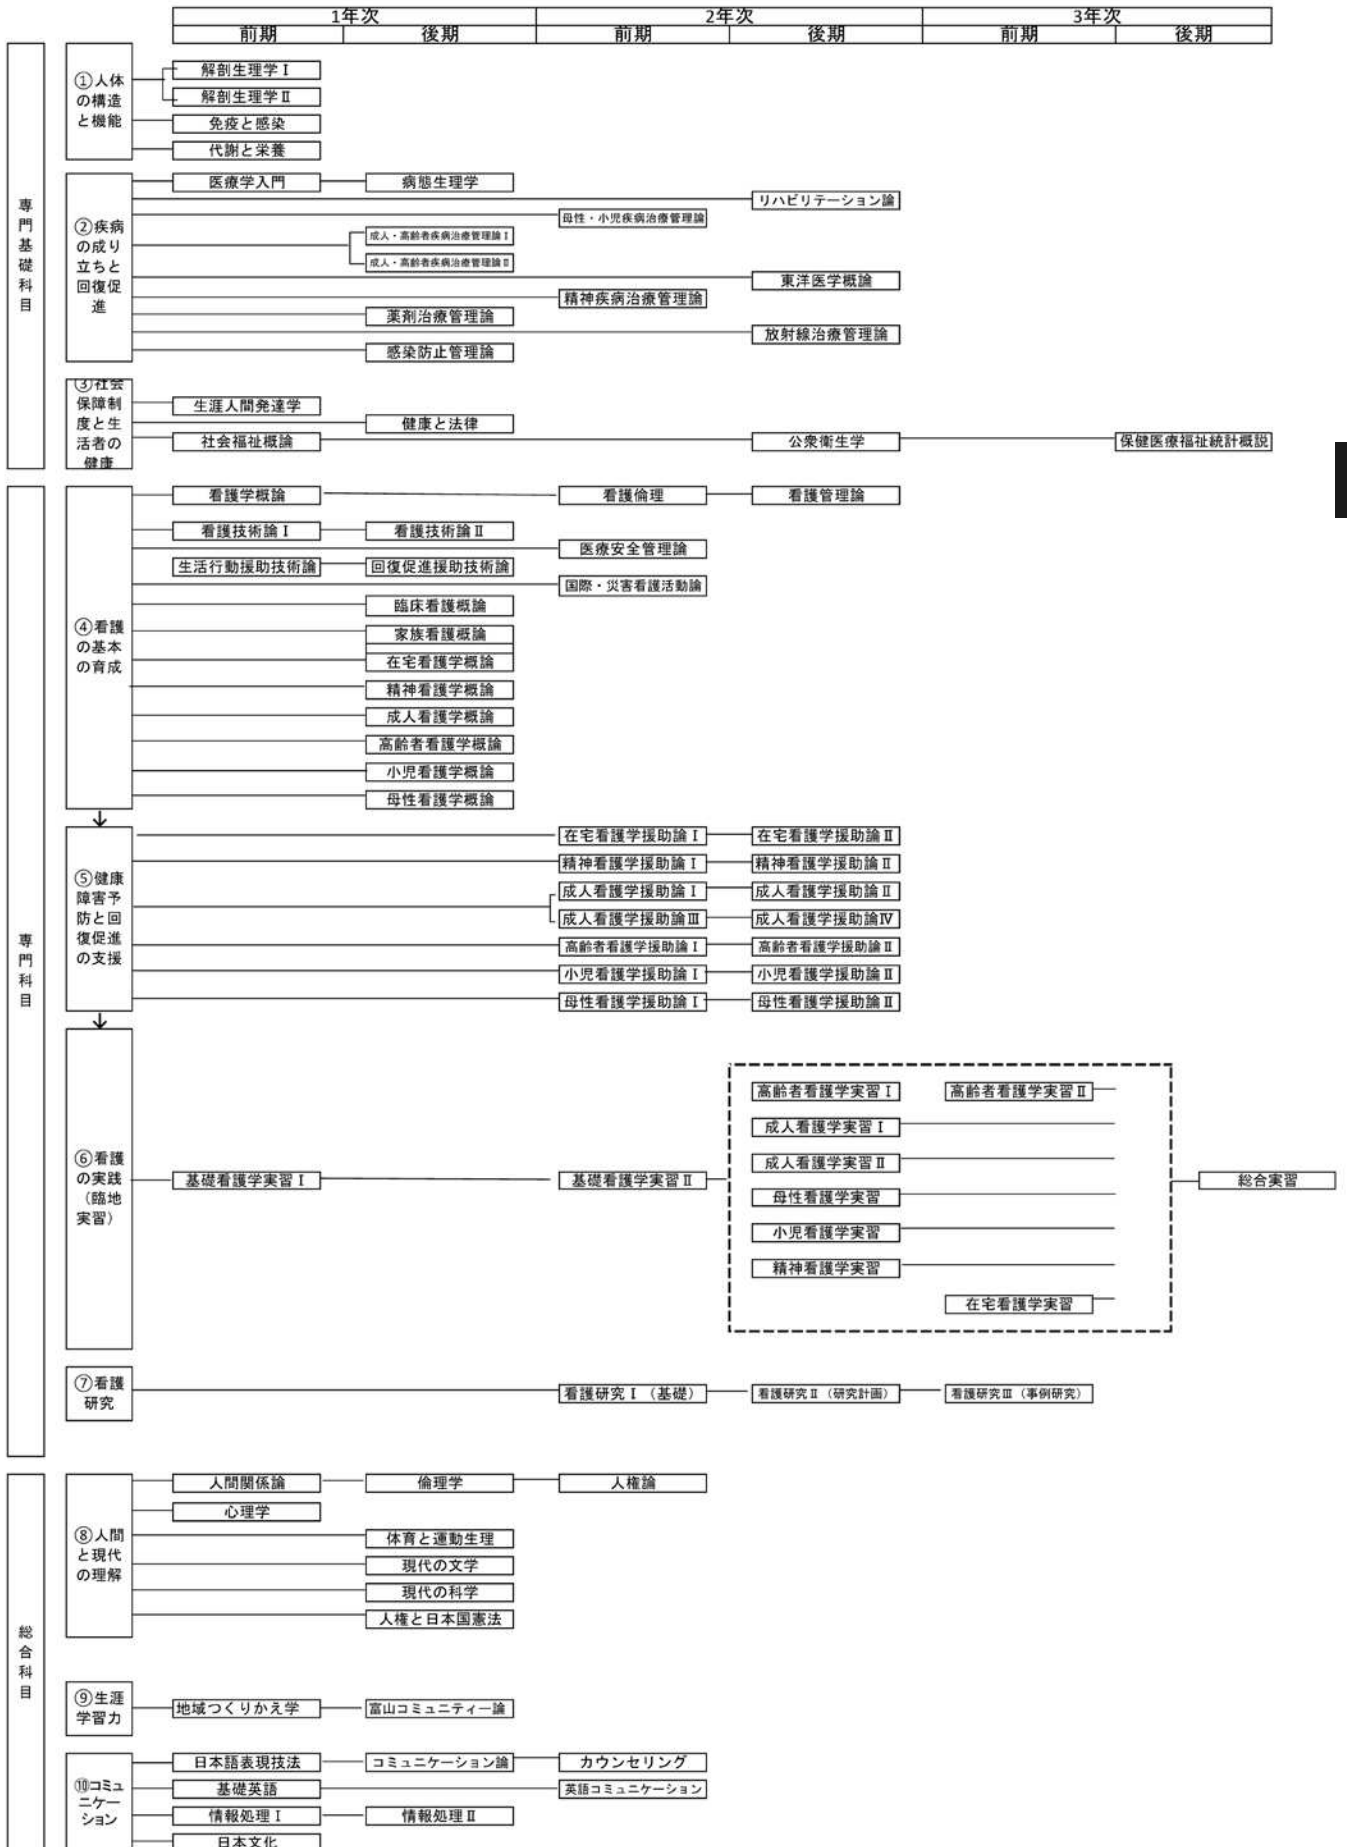 1年次 2年次 3年次
前期 後期 前期 後期 前期 後期
専門基礎科目
①人体
の構造
と機能
解剖生理学Ⅰ
解剖生理学Ⅱ
免疫と感染
代謝と栄養
②疾病
の成り
立ちと
回復促
進
医療学入門 病態生理学
リハビリテーション論
母性・小児疾病治療管理論
成人・高齢者疾病治療管理論Ⅰ
成人・高齢者疾病治療管理論Ⅱ
東洋医学概論
精神疾病治療管理論
薬剤治療管理論
放射線治療管理論
感染防止管理論
③社会
保障制
度と生
活者の
健康
生涯人間発達学
健康と法律
社会福祉概論 公衆衛生学 保健医療福祉統計概説
専門科目
④看護
の基本
の育成
看護学概論 看護倫理 看護管理論
看護技術論Ⅰ 看護技術論Ⅱ
医療安全管理論
生活行動援助技術論 回復促進援助技術論
国際・災害看護活動論
臨床看護概論
家族看護概論
在宅看護学概論
精神看護学概論
成人看護学概論
高齢者看護学概論
小児看護学概論
母性看護学概論
⑤健康
障害予
防と回
復促進
の支援
在宅看護学援助論Ⅰ 在宅看護学援助論Ⅱ
精神看護学援助論Ⅰ 精神看護学援助論Ⅱ
成人看護学援助論Ⅰ 成人看護学援助論Ⅱ
成人看護学援助論Ⅲ 成人看護学援助論Ⅳ
高齢者看護学援助論Ⅰ 高齢者看護学援助論Ⅱ
小児看護学援助論Ⅰ 小児看護学援助論Ⅱ
母性看護学援助論Ⅰ 母性看護学援助論Ⅱ
⑥看護
の実践
（臨地
実習）
高齢者看護学実習Ⅰ 高齢者看護学実習Ⅱ
成人看護学実習Ⅰ
成人看護学実習Ⅱ
基礎看護学実習Ⅰ 基礎看護学実習Ⅱ 総合実習
母性看護学実習
小児看護学実習
精神看護学実習
在宅看護学実習
⑦看護
研究
看護研究Ⅰ（基礎） 看護研究Ⅱ（研究計画） 看護研究Ⅲ（事例研究）
総合科目
⑧人間
と現代
の理解
人間関係論 倫理学 人権論
心理学
体育と運動生理
現代の文学
現代の科学
人権と日本国憲法
⑨生涯
学習力
地域つくりかえ学 富山コミュニティー論
⑩コミュ
ニケー
ション
日本語表現技法 コミュニケーション論 カウンセリング
基礎英語 英語コミュニケーション
情報処理Ⅰ 情報処理Ⅱ
日本文化